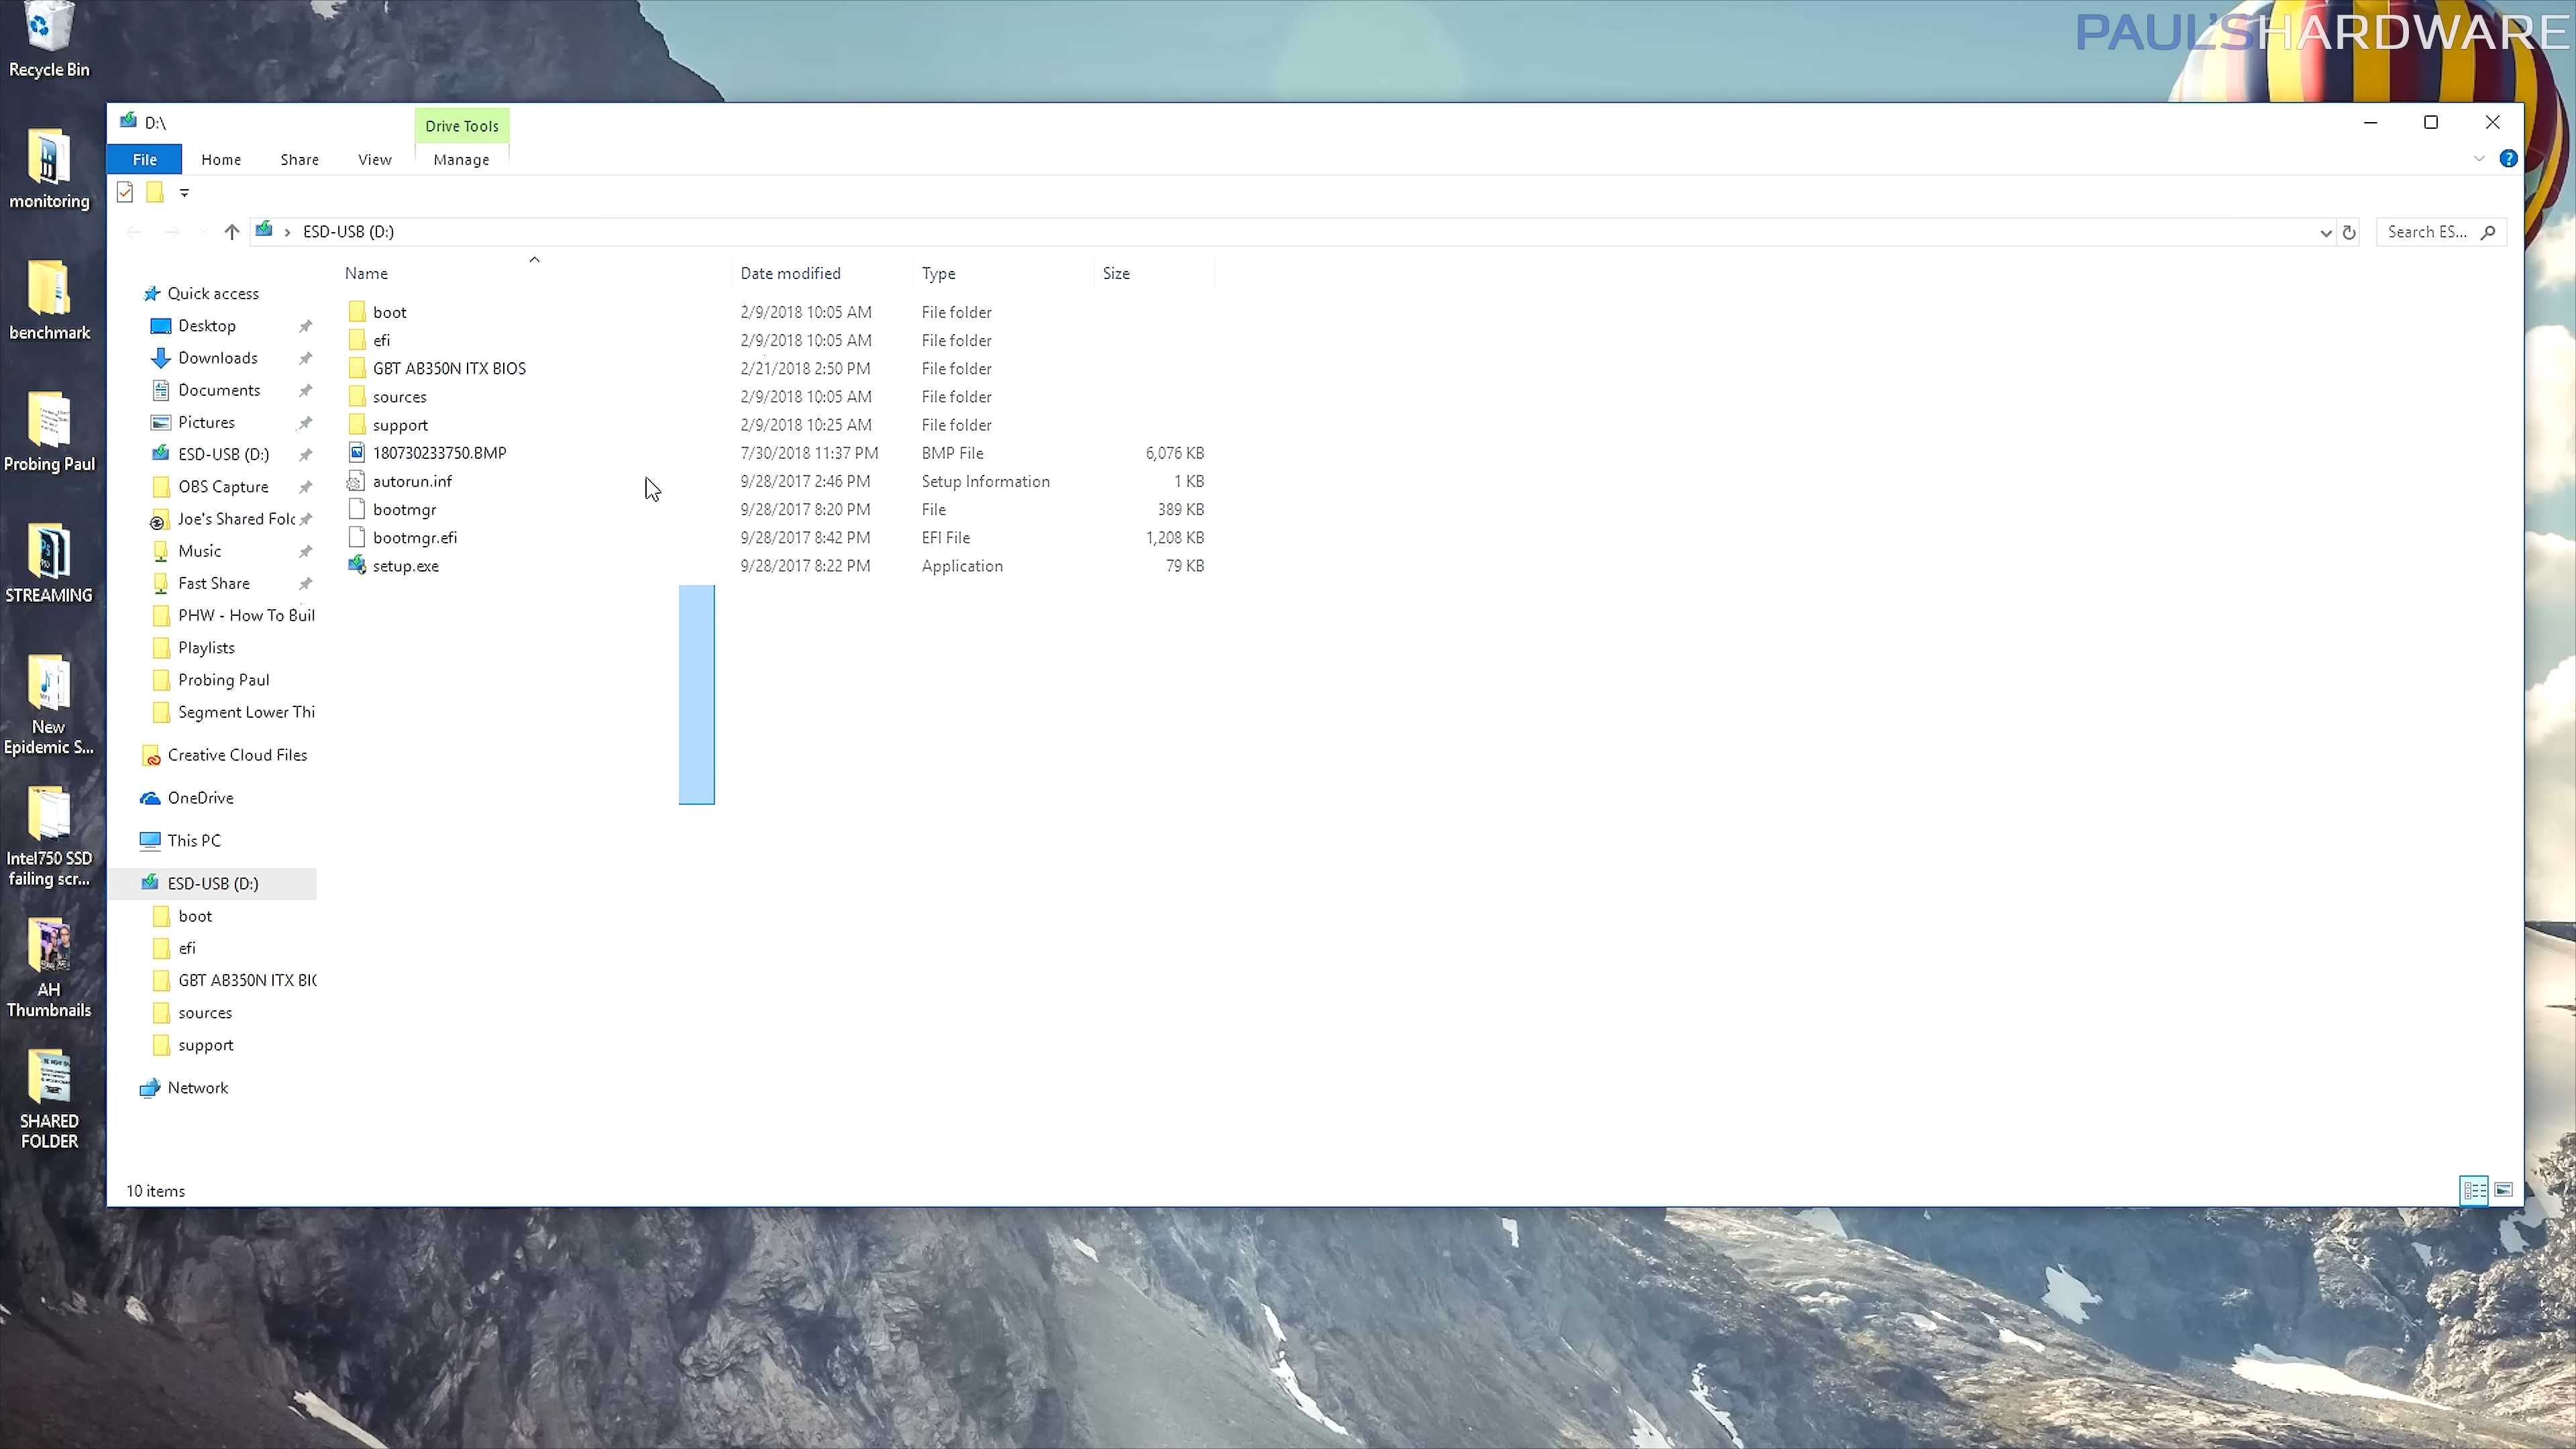 PAUL'SHARDWARE
Recycle Bin
monitoring
benchmark
Probing Paul
STREAMING
New
Epidemic S...
Intel750 SSD
failing scr...
AH
Thumbnails
SHARED
FOLDER
D:\
Drive Tools
File Home Share View Manage
ESD-USB (D:)
Search ES...
Name Date modified Type Size
boot 2/9/2018 10:05 AM File folder
efi 2/9/2018 10:05 AM File folder
GBT AB350N ITX BIOS 2/21/2018 2:50 PM File folder
sources 2/9/2018 10:05 AM File folder
support 2/9/2018 10:25 AM File folder
180730233750.BMP 7/30/2018 11:37 PM BMP File 6,076 KB
autorun.inf 9/28/2017 2:46 PM Setup Information 1 KB
bootmgr 9/28/2017 8:20 PM File 389 KB
bootmgr.efi 9/28/2017 8:42 PM EFI File 1,208 KB
setup.exe 9/28/2017 8:22 PM Application 79 KB
Quick access
Desktop
Downloads
Documents
Pictures
ESD-USB (D:)
OBS Capture
Joe's Shared Folc
Music
Fast Share
PHW - How To Buil
Playlists
Probing Paul
Segment Lower Thi
Creative Cloud Files
OneDrive
This PC
ESD-USB (D:)
boot
efi
GBT AB350N ITX BIO
sources
support
Network
10 items